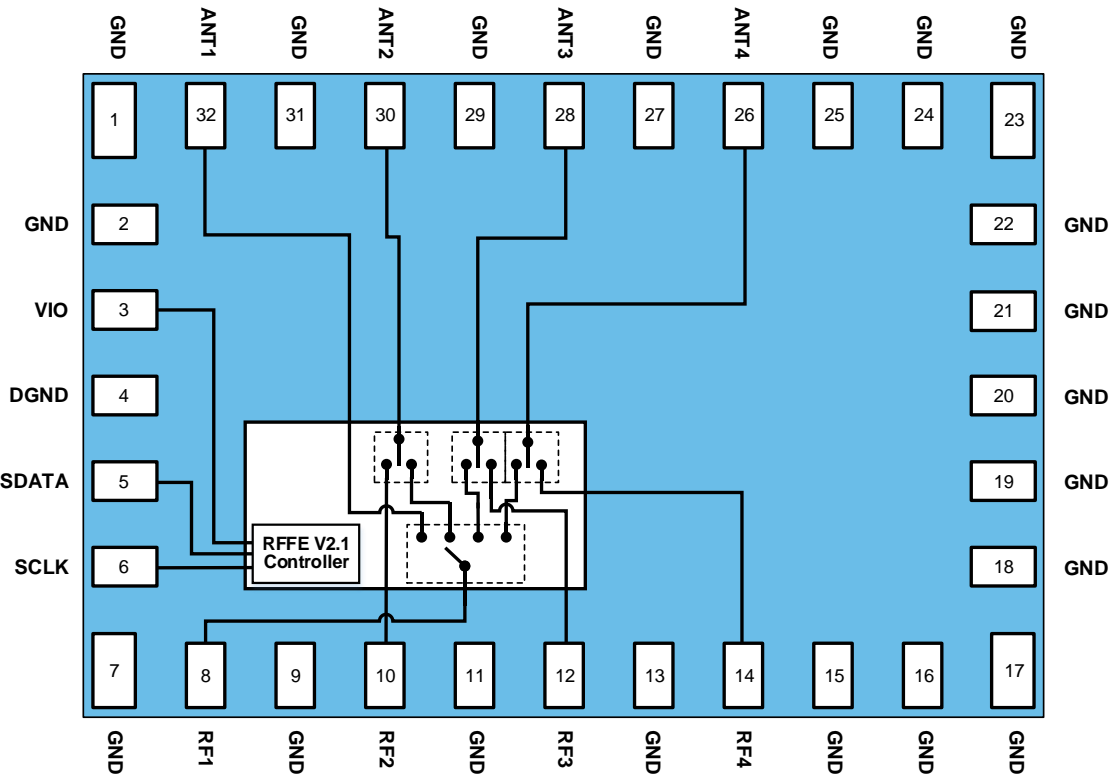 GND ANT1 GND ANT2 GND ANT3 GND ANT4 GND GND GND
1 32 31 30 29 28 27 26 25 24 23
GND 2 22 GND
VIO 3 21 GND
DGND 4 20 GND
SDATA 5 19 GND
RFFE V2.1
Controller
SCLK 6 18 GND
7 8 9 10 11 12 13 14 15 16 17
GND RF1 GND RF2 GND RF3 GND RF4 GND GND GND